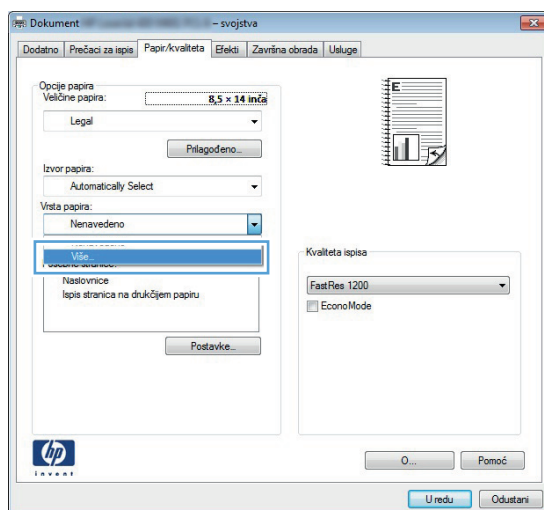 Dokument – svojstva
Dodatno Prečaci za ispis Papir/kvaliteta Efekti Završna obrada Usluge
Opcije papira
Veličine papira: 8,5 × 14 inča
Legal
Prilagođeno...
Izvor papira:
Automatically Select
Vrsta papira:
Nenavedeno
Više...
Naslovnice
Ispis stranica na drukčijem papiru
Postavke...
E
Kvaliteta ispisa
FastRes 1200
EconoMode
hp
invent
O... Pomoć
U redu Odustani